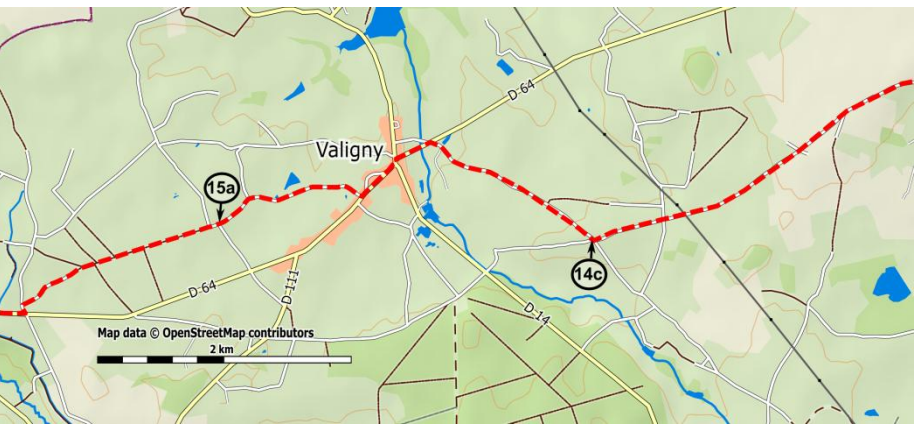 D-64
Valigny
15a
14c
D-64
D-111
D-14
Map data © OpenStreetMap contributors
2 km